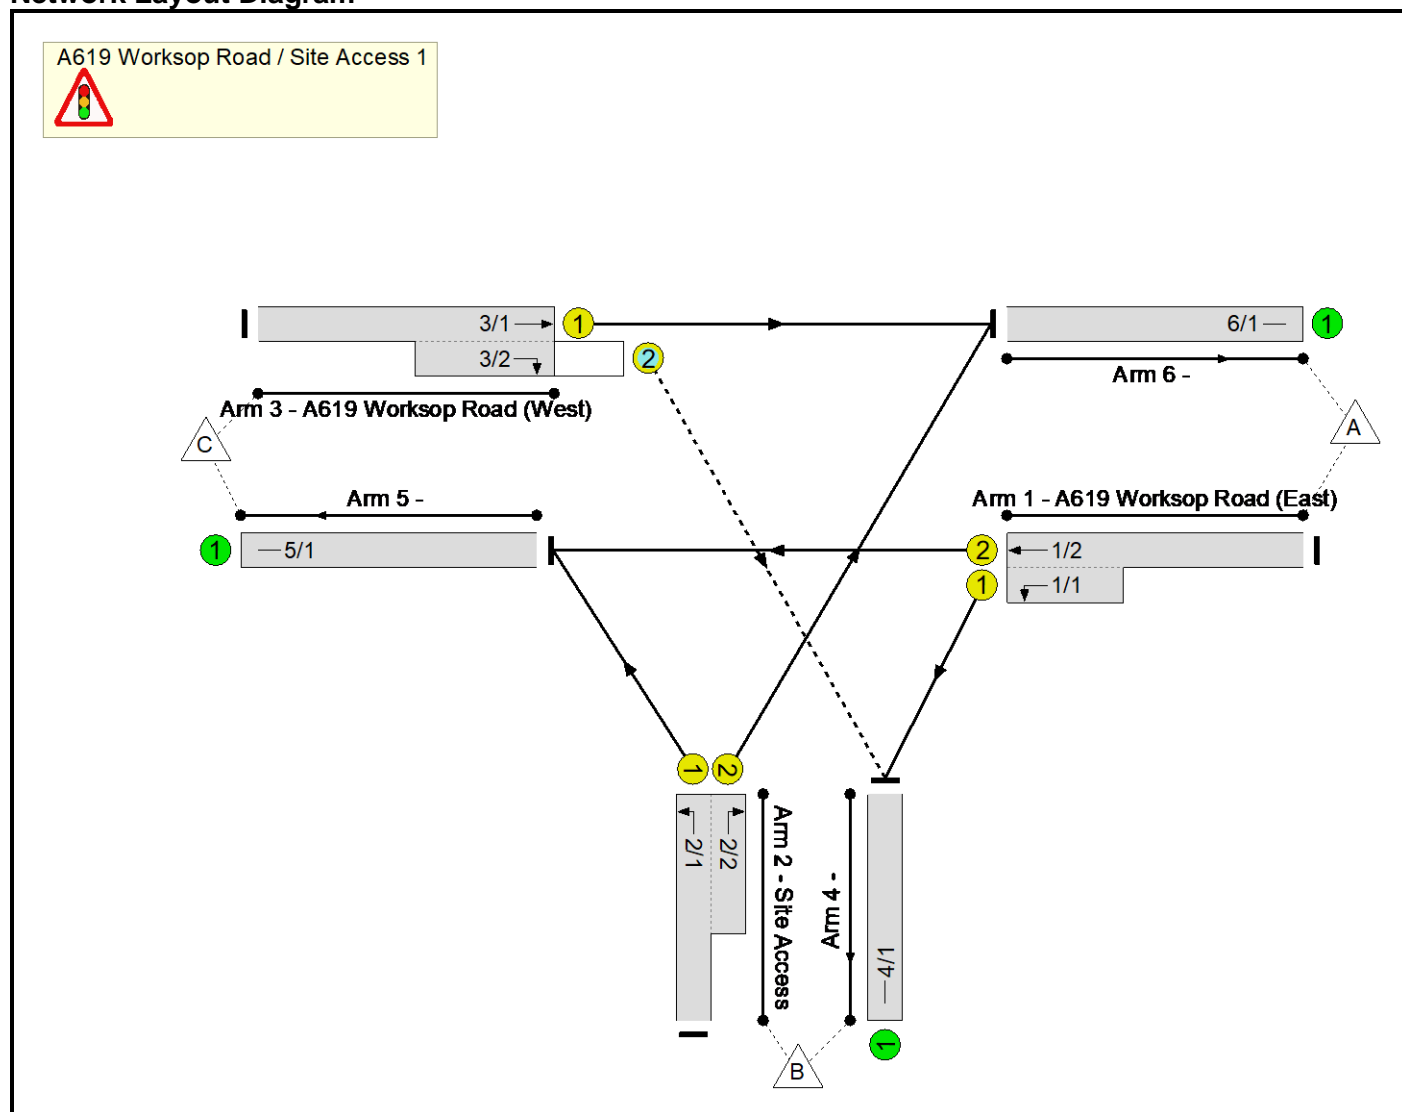 Network Layout Diagram
A619 Worksop Road / Site Access 1
3/1
1
6/1
1
3/2
2
Arm 6 -
Arm 3 - A619 Worksop Road (West)
C
A
Arm 5 -
Arm 1 - A619 Worksop Road (East)
1
5/1
2
1/2
1
1/1
1
2
2/1
2/2
Arm 2 - Site Access
Arm 4 -
4/1
1
B